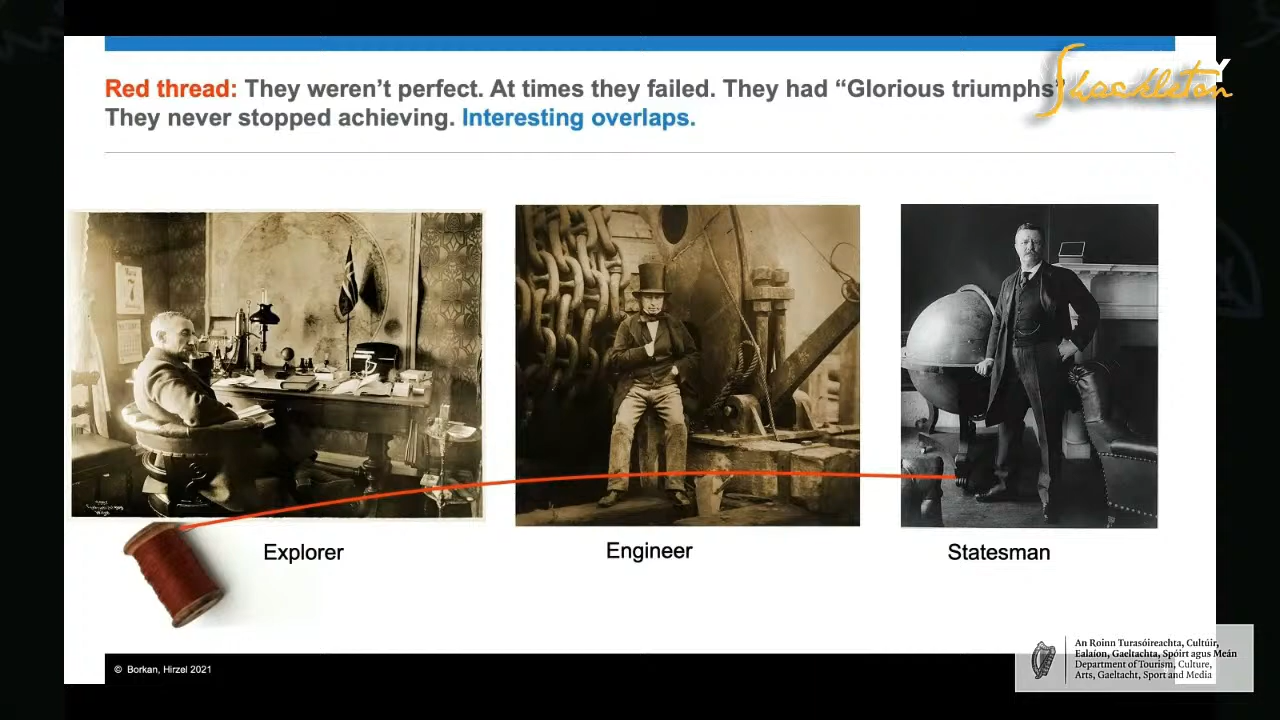 Red thread: They weren’t perfect. At times they failed. They had “Glorious triumphs”
They never stopped achieving. Interesting overlaps.
Shackleton
7
Explorer
Engineer
Statesman
© Borkan, Hirzel 2021
An Roinn Turasóireachta, Cultúir,
Ealaíon, Gaeltachta, Spóirt agus Meán
Department of Tourism, Culture,
Arts, Gaeltacht, Sport and Media